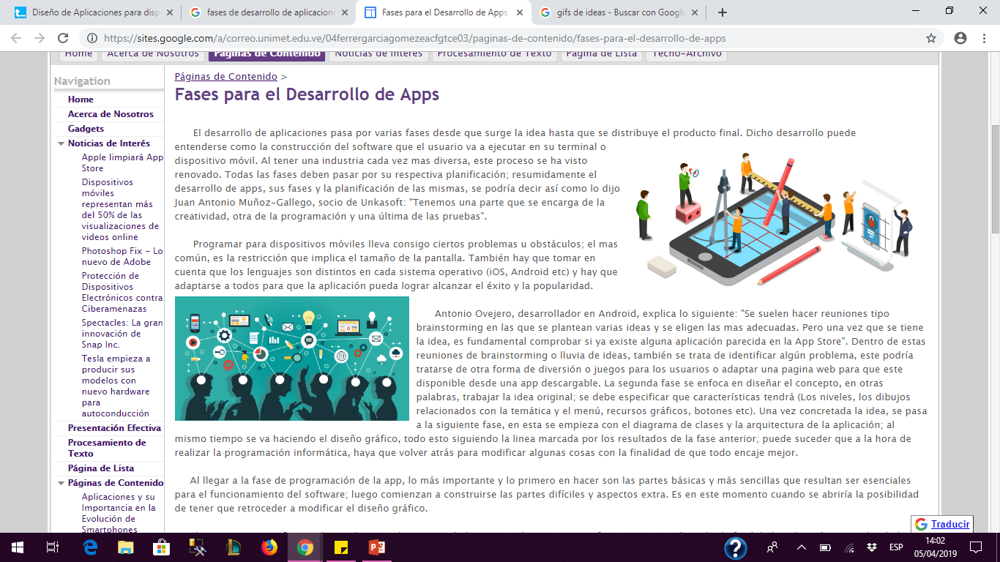 Diseño de Aplicaciones para disp
fases de desarrollo de aplicacione
Fases para el Desarrollo de Apps
gifs de ideas - Buscar con Google
https://sites.google.com/a/correo.unimet.edu.ve/04ferrergarciagomezeacfgtce03/paginas-de-contenido/fases-para-el-desarrollo-de-apps
Home
Acerca de Nosotros
Páginas de Contenido
Noticias de Interés
Procesamiento de Texto
Página de Lista
Tecno-Archivo
Navigation
Home
Acerca de Nosotros
Gadgets
Noticias de Interés
Apple limpiará App
Store
Dispositivos
móviles
representan más
del 50% de las
visualizaciones de
videos online
Photoshop Fix - Lo
nuevo de Adobe
Protección de
Dispositivos
Electrónicos contra
Ciberamenazas
Spectacles: La gran
innovación de
Snap Inc.
Tesla empieza a
producir sus
modelos con
nuevo hardware
para
autoconducción
Presentación Efectiva
Procesamiento de
Texto
Página de Lista
Páginas de Contenido
Aplicaciones y su
Importancia en la
Evolución de
Smartphones
Páginas de Contenido >
Fases para el Desarrollo de Apps
El desarrollo de aplicaciones pasa por varias fases desde que surge la idea hasta que se distribuye el producto final. Dicho desarrollo puede
entenderse como la construcción del software que el usuario va a ejecutar en su terminal o
dispositivo móvil. Al tener una industria cada vez mas diversa, este proceso se ha visto
renovado. Todas las fases deben pasar por su respectiva planificación; resumidamente el
desarrollo de apps, sus fases y la planificación de las mismas, se podría decir así como lo dijo
Juan Antonio Muñoz-Gallego, socio de Unkasoft: "Tenemos una parte que se encarga de la
creatividad, otra de la programación y una última de las pruebas".
Programar para dispositivos móviles lleva consigo ciertos problemas u obstáculos; el mas
común, es la restricción que implica el tamaño de la pantalla. También hay que tomar en
cuenta que los lenguajes son distintos en cada sistema operativo (iOS, Android etc) y hay que
adaptarse a todos para que la aplicación pueda lograr alcanzar el éxito y la popularidad.
Antonio Ovejero, desarrollador en Android, explica lo siguiente: "Se suelen hacer reuniones tipo
brainstorming en las que se plantean varias ideas y se eligen las mas adecuadas. Pero una vez que se tiene
la idea, es fundamental comprobar si ya existe alguna aplicación parecida en la App Store". Dentro de estas
reuniones de brainstorming o lluvia de ideas, también se trata de identificar algún problema, este podría
tratarse de otra forma de diversión o juegos para los usuarios o adaptar una pagina web para que este
disponible desde una app descargable. La segunda fase se enfoca en diseñar el concepto, en otras
palabras, trabajar la idea original; se debe especificar que características tendrá (Los niveles, los dibujos
relacionados con la temática y el menú, recursos gráficos, botones etc). Una vez concretada la idea, se pasa
a la siguiente fase, en esta se empieza con el diagrama de clases y la arquitectura de la aplicación; al
mismo tiempo se va haciendo el diseño gráfico, todo esto siguiendo la linea marcada por los resultados de la fase anterior; puede suceder que a la hora de
realizar la programación informática, haya que volver atrás para modificar algunas cosas con la finalidad de que todo encaje mejor.
Al llegar a la fase de programación de la app, lo más importante y lo primero en hacer son las partes básicas y más sencillas que resultan ser esenciales
para el funcionamiento del software; luego comienzan a construirse las partes difíciles y aspectos extra. Es en este momento cuando se abriría la posibilidad
de tener que retroceder a modificar el diseño gráfico.
Traducir
ESP
14:02
05/04/2019